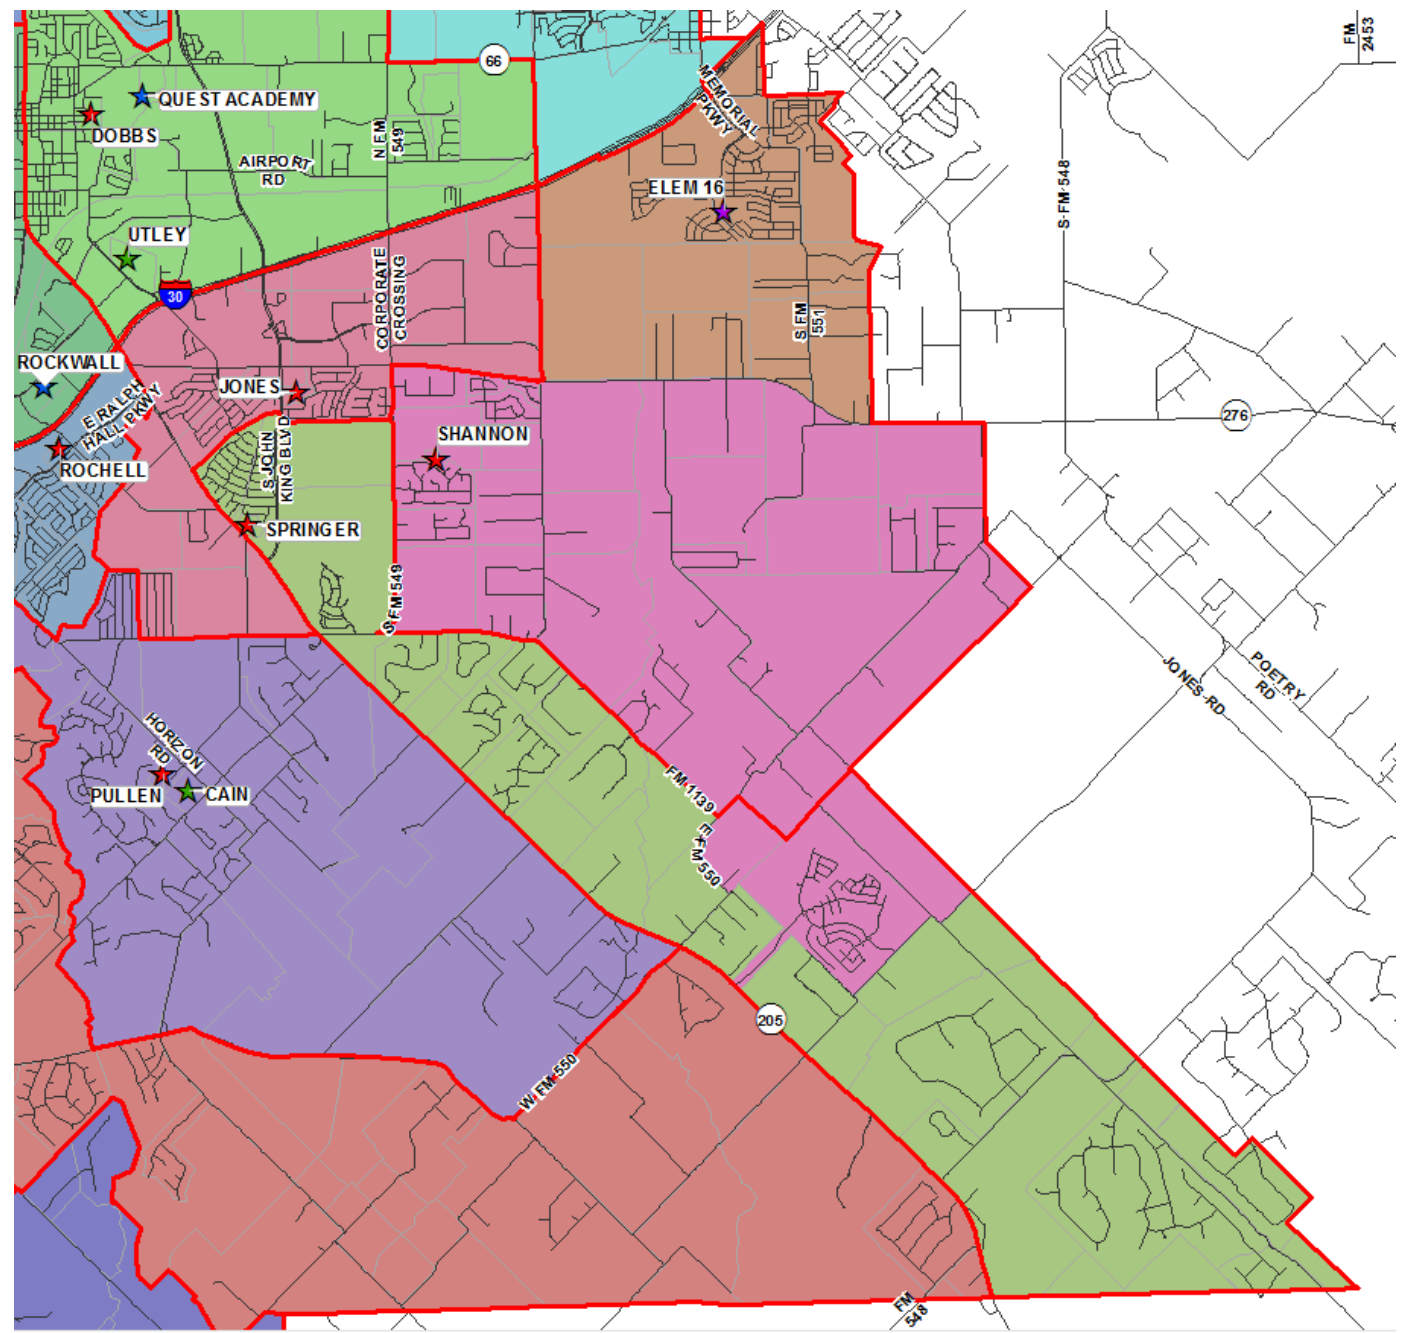 FM
2453
66
MEMORIAL
PKWY
QUEST ACADEMY
DOBBS
N FM
549
AIRPORT
RD
S FM 548
ELEM 16
UTLEY
CORPORATE
CROSSING
30
S FM
551
ROCKWALL
JONES
E RALPH
HALL PKWY
276
S JOHN
KING BLVD
SHANNON
ROCHELL
SPRINGER
S FM 549
JONES RD
POETRY
RD
HORIZON
RD
PULLEN
CAIN
FM 1139
E FM 550
205
W FM 550
FM
548